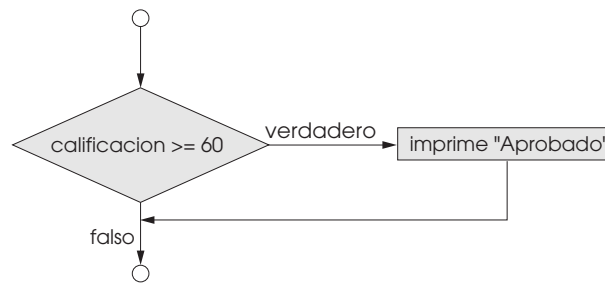 calificacion >= 60
verdadero
imprime "Aprobado"
falso